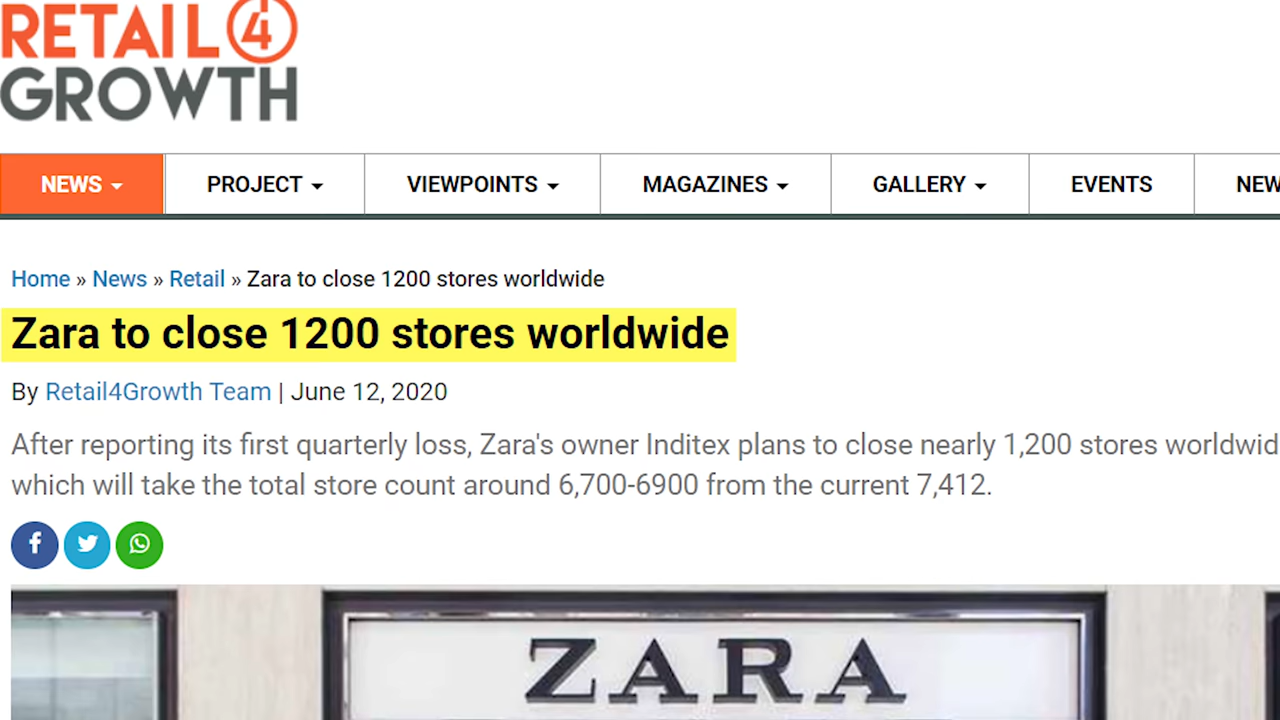 RETAIL 4
GROWTH
NEWS PROJECT VIEWPOINTS MAGAZINES GALLERY EVENTS
Home » News » Retail » Zara to close 1200 stores worldwide
Zara to close 1200 stores worldwide
By Retail4Growth Team | June 12, 2020
After reporting its first quarterly loss, Zara's owner Inditex plans to close nearly 1,200 stores worldwid
which will take the total store count around 6,700-6900 from the current 7,412.
ZARA